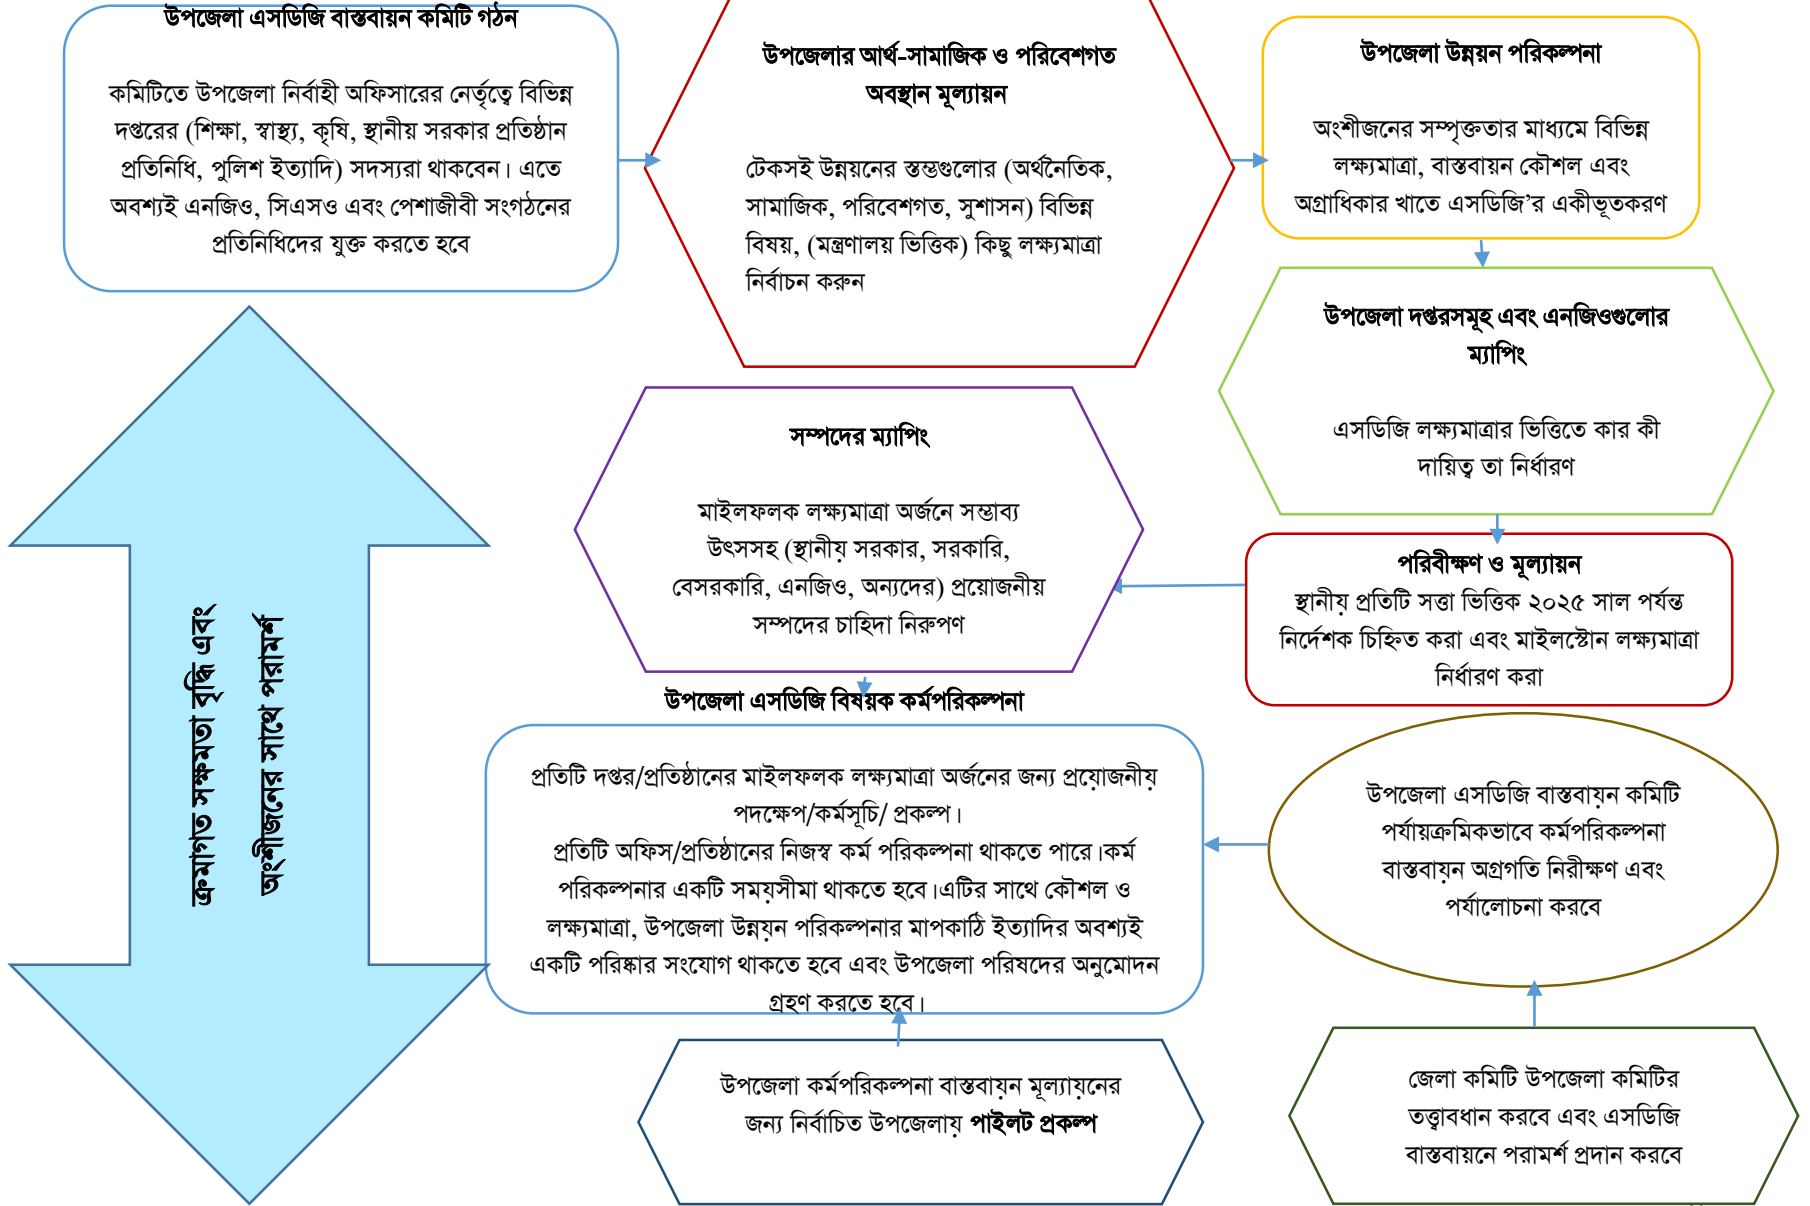 উপজেলা এসডিজি বাস্তবায়ন কমিটি গঠন
কমিটিতে উপজেলা নির্বাহী অফিসারের নের্তৃত্বে বিভিন্ন
দপ্তরের (শিক্ষা, স্বাস্থ্য, কৃষি, স্থানীয় সরকার প্রতিষ্ঠান
প্রতিনিধি, পুলিশ ইত্যাদি) সদস্যরা থাকবেন। এতে
অবশ্যই এনজিও, সিএসও এবং পেশাজীবী সংগঠনের
প্রতিনিধিদের যুক্ত করতে হবে
উপজেলার আর্থ-সামাজিক ও পরিবেশগত
অবস্থান মূল্যায়ন
টেকসই উন্নয়নের স্তম্ভগুলোর (অর্থনৈতিক,
সামাজিক, পরিবেশগত, সুশাসন) বিভিন্ন
বিষয়, (মন্ত্রণালয় ভিত্তিক) কিছু লক্ষ্যমাত্রা
নির্বাচন করুন
উপজেলা উন্নয়ন পরিকল্পনা
অংশীজনের সম্পৃক্ততার মাধ্যমে বিভিন্ন
লক্ষ্যমাত্রা, বাস্তবায়ন কৌশল এবং
অগ্রাধিকার খাতে এসডিজি’র একীভূতকরণ
উপজেলা দপ্তরসমূহ এবং এনজিওগুলোর
ম্যাপিং
এসডিজি লক্ষ্যমাত্রার ভিত্তিতে কার কী
দায়িত্ব তা নির্ধারণ
পরিবীক্ষণ ও মূল্যায়ন
স্থানীয় প্রতিটি সত্তা ভিত্তিক ২০২৫ সাল পর্যন্ত
নির্দেশক চিহ্নিত করা এবং মাইলস্টোন লক্ষ্যমাত্রা
নির্ধারণ করা
সম্পদের ম্যাপিং
মাইলফলক লক্ষ্যমাত্রা অর্জনে সম্ভাব্য
উৎসসহ (স্থানীয় সরকার, সরকারি,
বেসরকারি, এনজিও, অন্যদের) প্রয়োজনীয়
সম্পদের চাহিদা নিরুপণ
উপজেলা এসডিজি বিষয়ক কর্মপরিকল্পনা
প্রতিটি দপ্তর/প্রতিষ্ঠানের মাইলফলক লক্ষ্যমাত্রা অর্জনের জন্য প্রয়োজনীয়
পদক্ষেপ/কর্মসূচি/ প্রকল্প।
প্রতিটি অফিস/প্রতিষ্ঠানের নিজস্ব কর্ম পরিকল্পনা থাকতে পারে।কর্ম
পরিকল্পনার একটি সময়সীমা থাকতে হবে।এটির সাথে কৌশল ও
লক্ষ্যমাত্রা, উপজেলা উন্নয়ন পরিকল্পনার মাপকাঠি ইত্যাদির অবশ্যই
একটি পরিষ্কার সংযোগ থাকতে হবে এবং উপজেলা পরিষদের অনুমোদন
গ্রহণ করতে হবে।
উপজেলা এসডিজি বাস্তবায়ন কমিটি
পর্যায়ক্রমিকভাবে কর্মপরিকল্পনা
বাস্তবায়ন অগ্রগতি নিরীক্ষণ এবং
পর্যালোচনা করবে
উপজেলা কর্মপরিকল্পনা বাস্তবায়ন মূল্যায়নের
জন্য নির্বাচিত উপজেলায় পাইলট প্রকল্প
জেলা কমিটি উপজেলা কমিটির
তত্ত্বাবধান করবে এবং এসডিজি
বাস্তবায়নে পরামর্শ প্রদান করবে
ক্রমাগত সক্ষমতা বৃদ্ধি এবং
অংশীজনের সাথে পরামর্শ